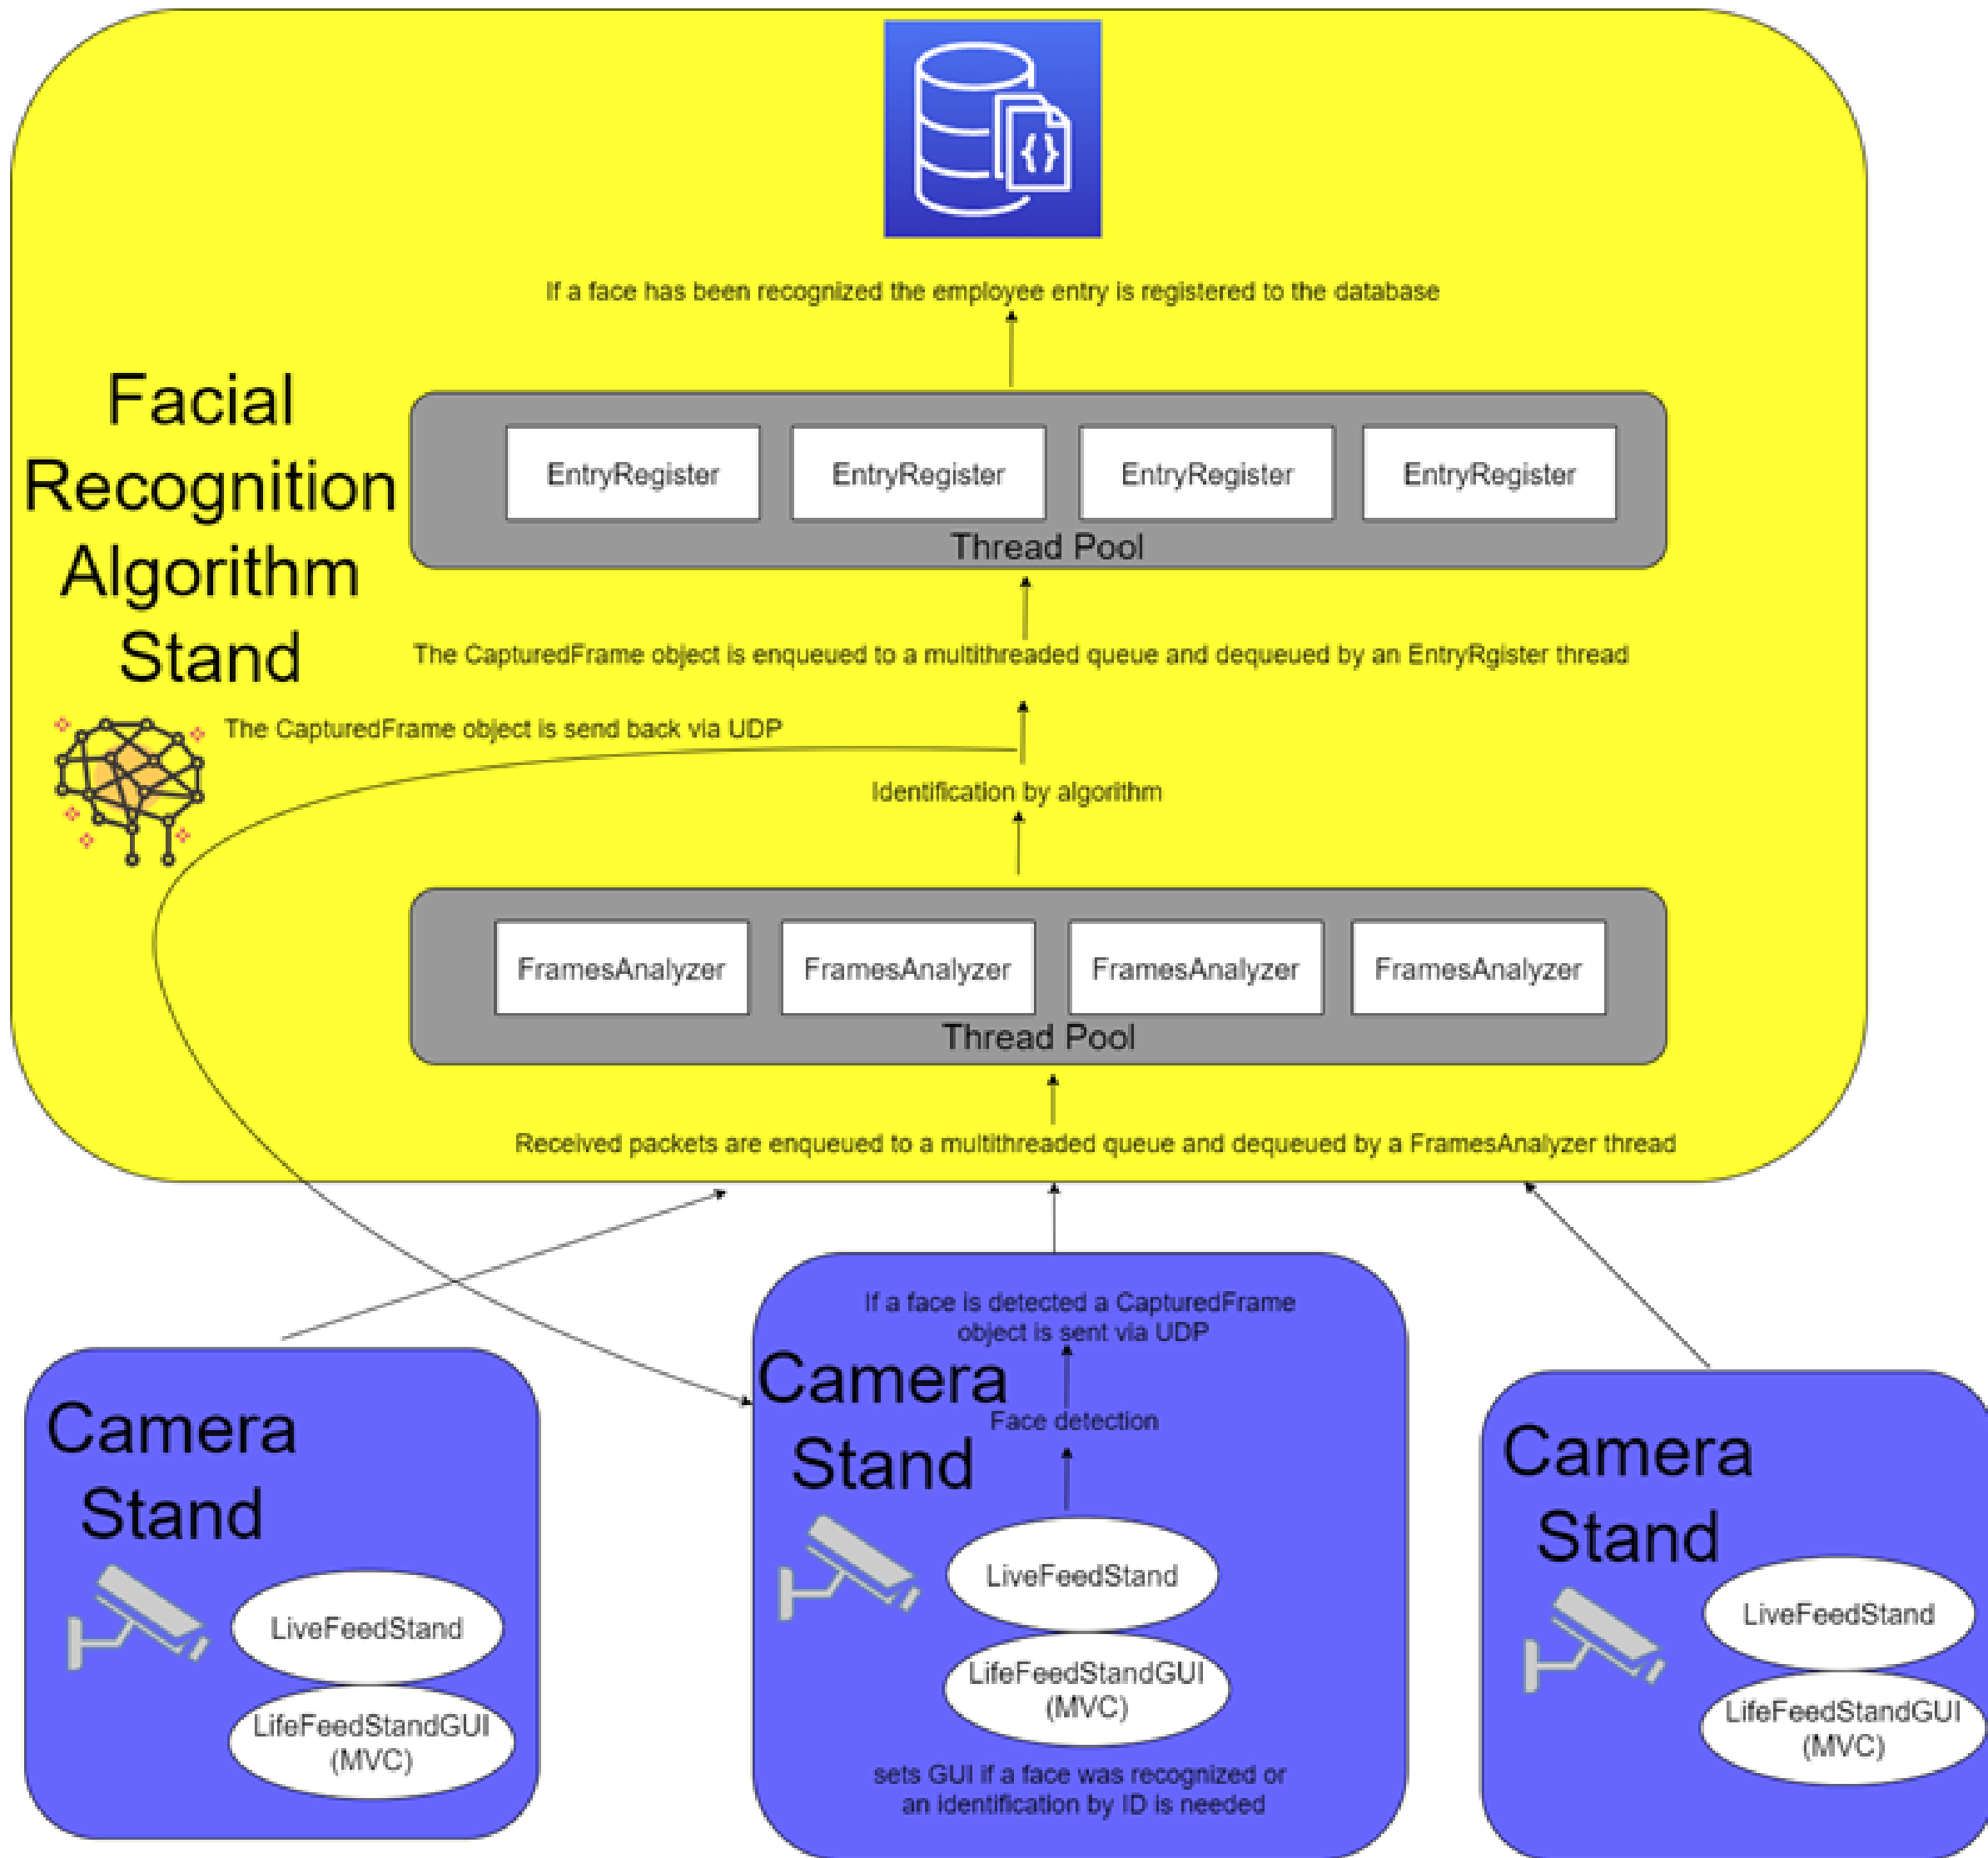 {}
If a face has been recognized the employee entry is registered to the database
Facial
Recognition
Algorithm
Stand
EntryRegister
EntryRegister
EntryRegister
EntryRegister
Thread Pool
The CapturedFrame object is enqueued to a multithreaded queue and dequeued by an EntryRgister thread
The CapturedFrame object is send back via UDP
Identification by algorithm
FramesAnalyzer
FramesAnalyzer
FramesAnalyzer
FramesAnalyzer
Thread Pool
Received packets are enqueued to a multithreaded queue and dequeued by a FramesAnalyzer thread
Camera
Stand
LiveFeedStand
LifeFeedStandGUI
(MVC)
If a face is detected a CapturedFrame
object is sent via UDP
Camera
Stand
Face detection
LiveFeedStand
LifeFeedStandGUI
(MVC)
sets GUI if a face was recognized or
an identification by ID is needed
Camera
Stand
LiveFeedStand
LifeFeedStandGUI
(MVC)